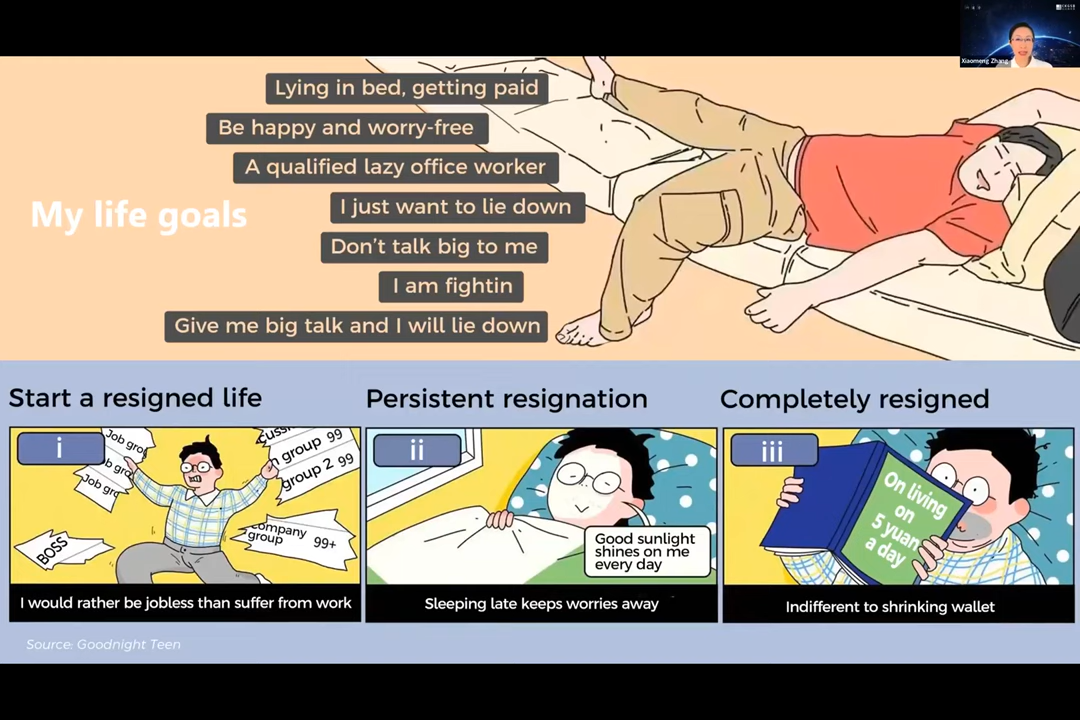 Xiaomeng Zhang
Lying in bed, getting paid
Be happy and worry-free
A qualified lazy office worker
My life goals
I just want to lie down
Don't talk big to me
I am fightin
Give me big talk and I will lie down
Start a resigned life
Persistent resignation
Completely resigned
i
Job gro
b gro
Job gr
cuss
group 99
group 2 99
company
group 99+
BOSS
I would rather be jobless than suffer from work
ii
Good sunlight
shines on me
every day
Sleeping late keeps worries away
iii
On living
on
5 yuan
a day
Indifferent to shrinking wallet
Source: Goodnight Teen